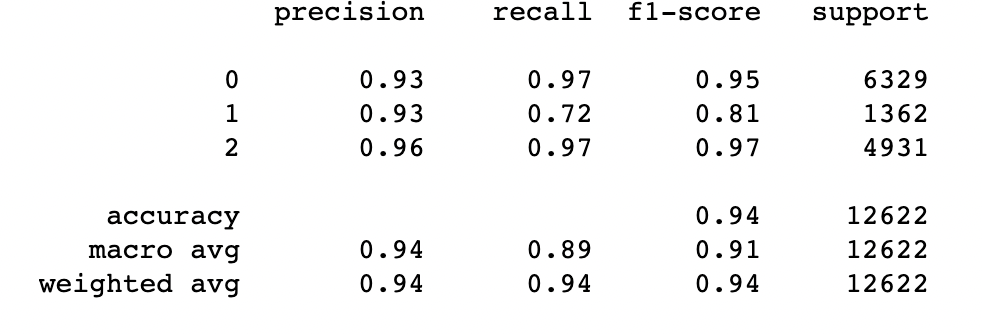 precision recall f1-score support
0 0.93 0.97 0.95 6329
1 0.93 0.72 0.81 1362
2 0.96 0.97 0.97 4931
accuracy 0.94 12622
macro avg 0.94 0.89 0.91 12622
weighted avg 0.94 0.94 0.94 12622